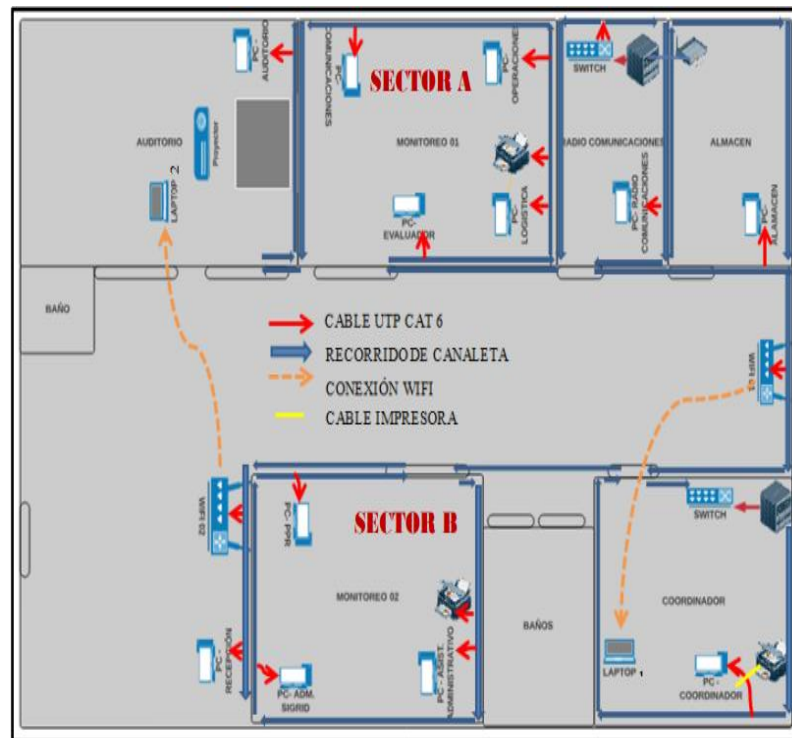 PC - AUDITORIO
Proyector
AUDITORIO
LAPTOP 2
PC- COMUNICACIONES
SECTOR A
PC- OPERACIONES
MONITOREO 01
PC- EVALUADOR
PC- LOGISTICA
SWITCH
RADIO COMUNICACIONES
PC- RADIO COMUNICACIONES
ALMACEN
PC- ALAMACEN
BAÑO
CABLE UTP CAT 6
RECORRIDO DE CANALETA
CONEXIÓN WIFI
CABLE IMPRESORA
WIFI 02
PC- PPR
SECTOR B
MONITOREO 02
PC - RECEPCIÓN
PC- ADM. SIGRID
PC - ASIST. ADMINISTRATIVO
BAÑOS
SWITCH
COORDINADOR
LAPTOP 1
PC - COORDINADOR